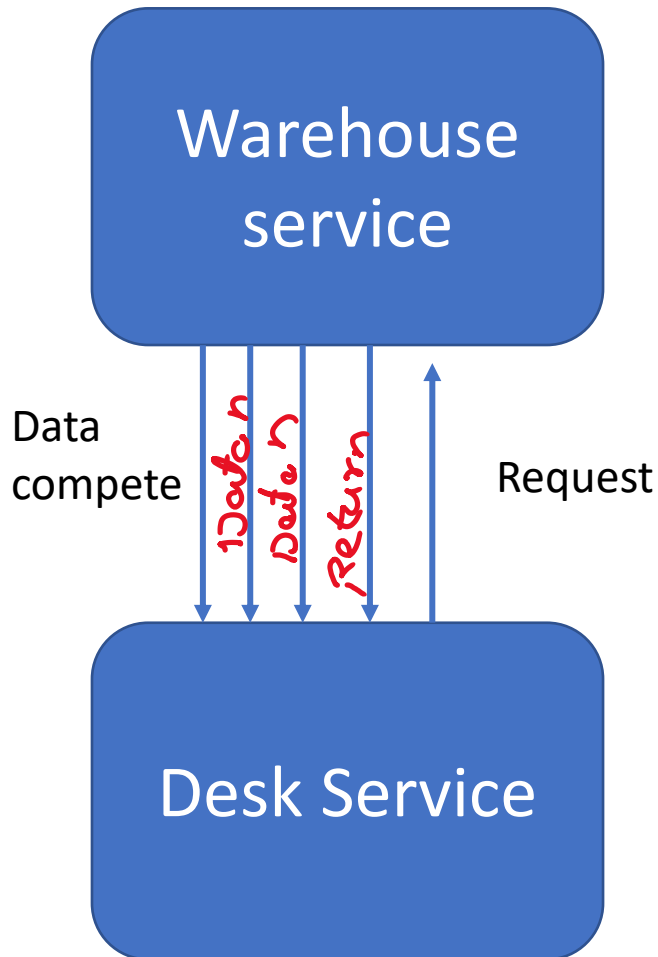 Warehouse
service
Data
compete
Data n
Data n
Return
Request
Desk Service